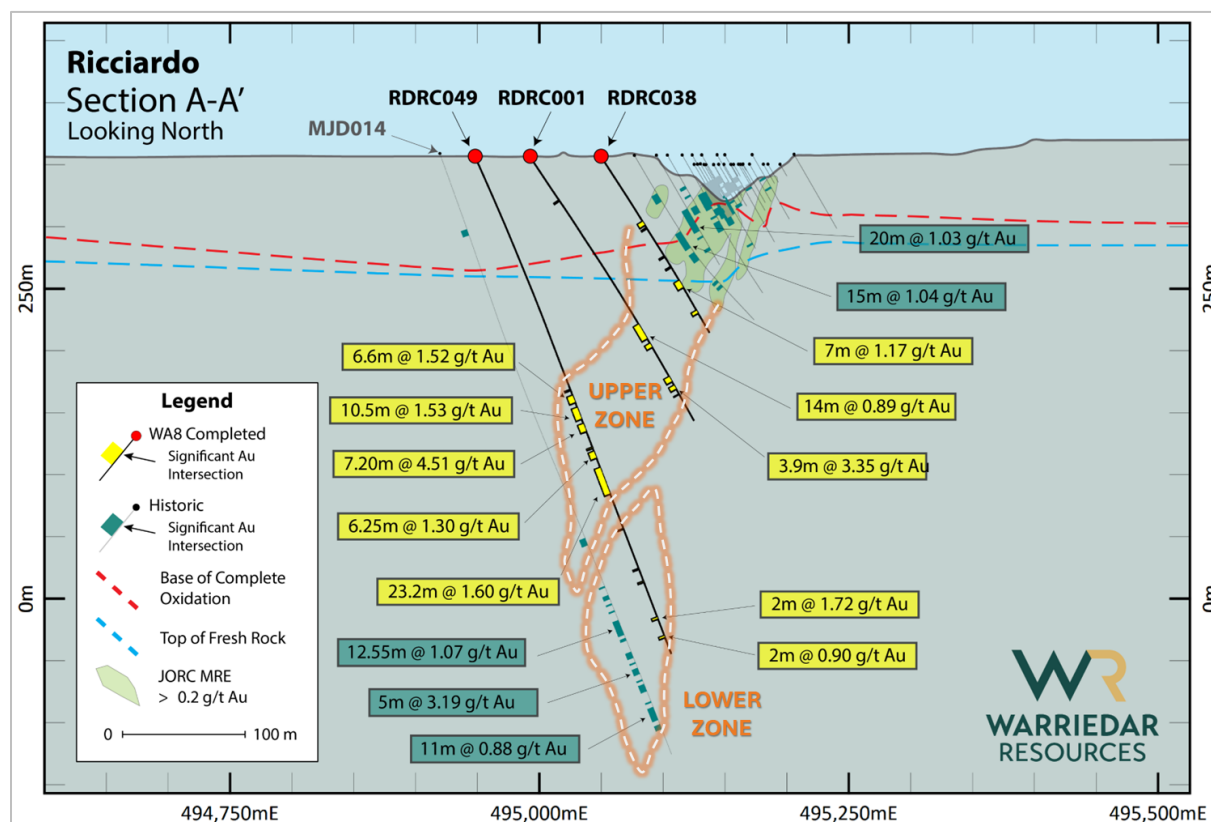 Ricciardo
Section A-A'
Looking North
MJD014
RDRC049
RDRC001
RDRC038
20m @ 1.03 g/t Au
15m @ 1.04 g/t Au
7m @ 1.17 g/t Au
14m @ 0.89 g/t Au
3.9m @ 3.35 g/t Au
6.6m @ 1.52 g/t Au
10.5m @ 1.53 g/t Au
7.20m @ 4.51 g/t Au
6.25m @ 1.30 g/t Au
23.2m @ 1.60 g/t Au
UPPER
ZONE
2m @ 1.72 g/t Au
2m @ 0.90 g/t Au
12.55m @ 1.07 g/t Au
5m @ 3.19 g/t Au
11m @ 0.88 g/t Au
LOWER
ZONE
Legend
WA8 Completed
Significant Au
Intersection
Historic
Significant Au
Intersection
Base of Complete
Oxidation
Top of Fresh Rock
JORC MRE
> 0.2 g/t Au
0 100 m
WR
WARRIEDAR
RESOURCES
250m
0m
250m
0m
494,750mE
495,000mE
495,250mE
495,500mE